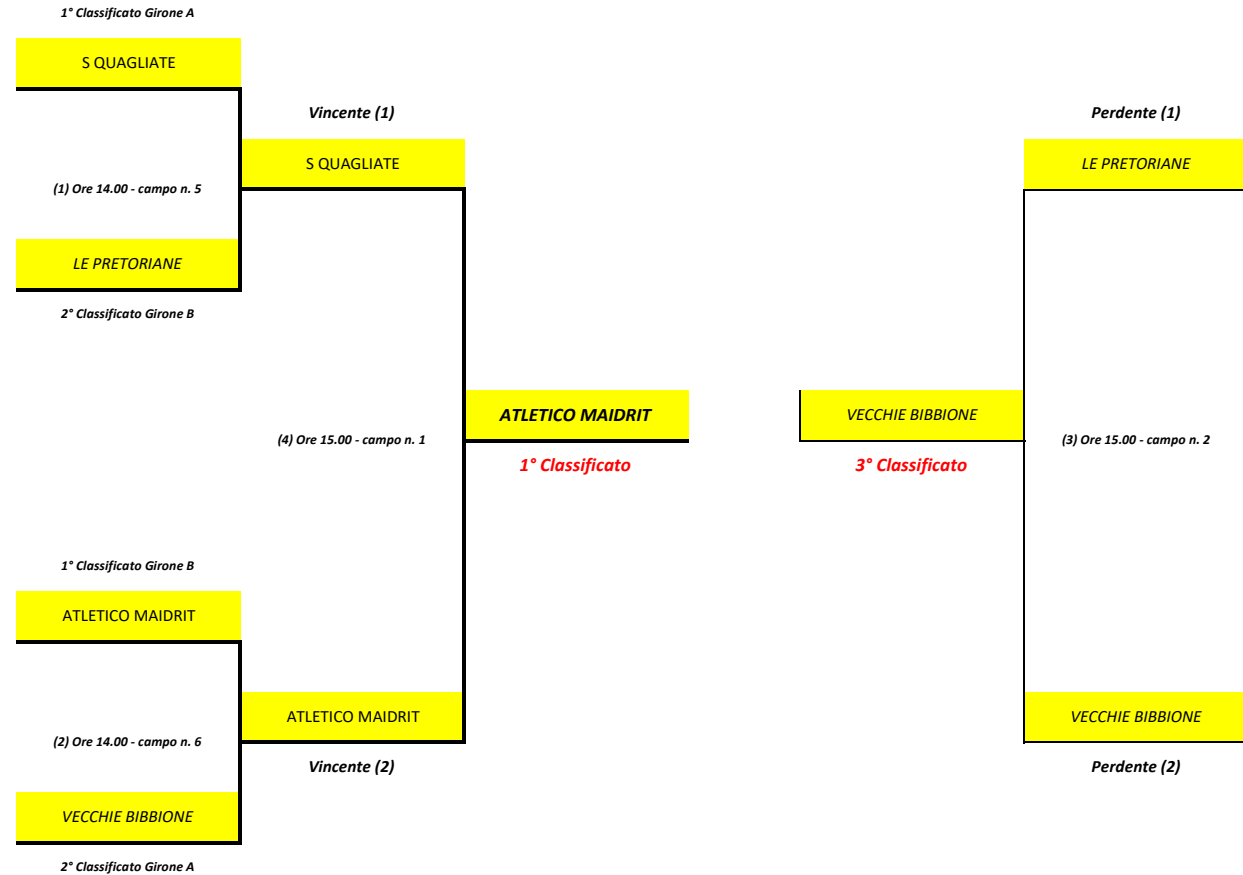 1° Classificato Girone A
S QUAGLIATE
Vincente (1)
Perdente (1)
S QUAGLIATE
LE PRETORIANE
(1) Ore 14.00 - campo n. 5
LE PRETORIANE
2° Classificato Girone B
ATLETICO MAIDRIT
VECCHIE BIBBIONE
(4) Ore 15.00 - campo n. 1
(3) Ore 15.00 - campo n. 2
1° Classificato
3° Classificato
1° Classificato Girone B
ATLETICO MAIDRIT
ATLETICO MAIDRIT
VECCHIE BIBBIONE
(2) Ore 14.00 - campo n. 6
Vincente (2)
Perdente (2)
VECCHIE BIBBIONE
2° Classificato Girone A